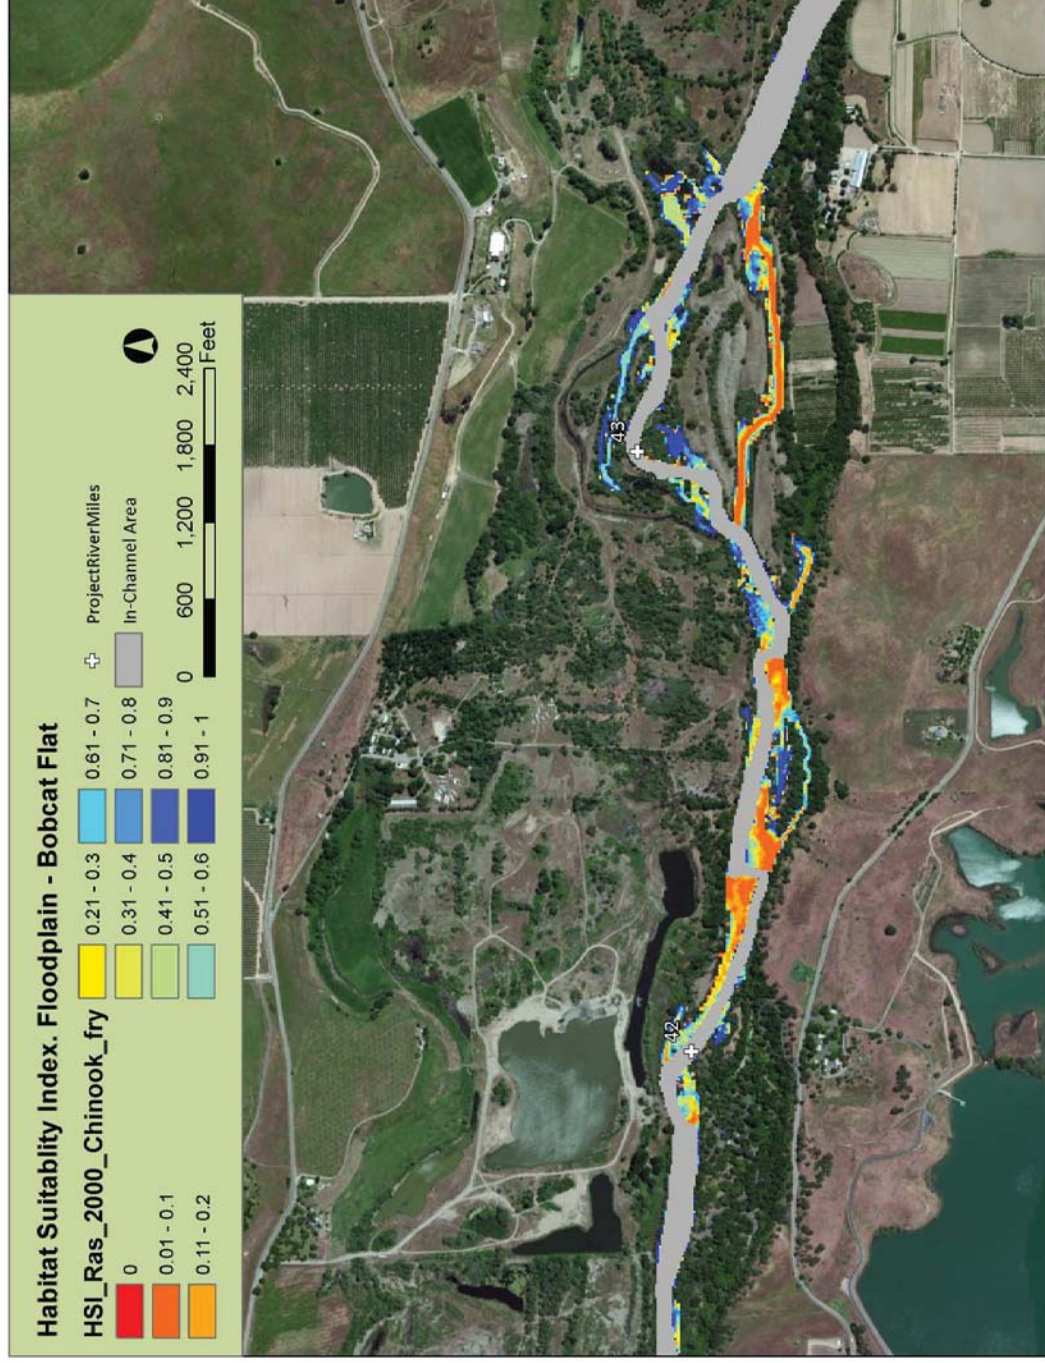 Habitat Suitablity Index. Floodplain - Bobcat Flat
HSI_Ras_2000_Chinook_fry
0
0.01 - 0.1
0.11 - 0.2
0.21 - 0.3
0.31 - 0.4
0.41 - 0.5
0.51 - 0.6
0.61 - 0.7
0.71 - 0.8
0.81 - 0.9
0.91 - 1
ProjectRiverMiles
In-Channel Area
0 600 1,200 1,800 2,400
Feet
42
43